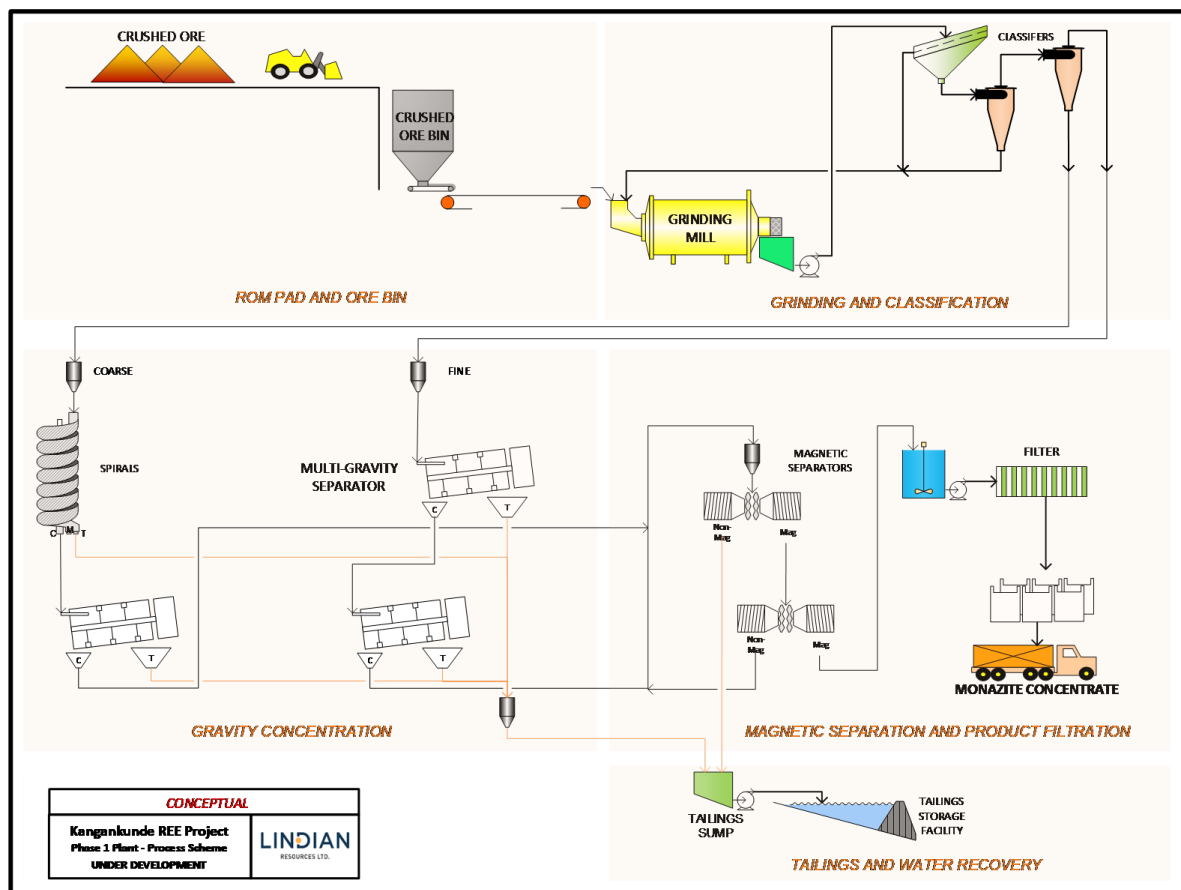 CRUSHED ORE
CRUSHED
ORE BIN
ROM PAD AND ORE BIN
CLASSIFERS
GRINDING
MILL
GRINDING AND CLASSIFICATION
COARSE
SPIRALS
C M T
FINE
MULTI-GRAVITY
SEPARATOR
C
T
C
T
C
T
GRAVITY CONCENTRATION
MAGNETIC
SEPARATORS
Non-
Mag
Mag
Non-
Mag
Mag
FILTER
MONAZITE CONCENTRATE
MAGNETIC SEPARATION AND PRODUCT FILTRATION
TAILINGS
SUMP
TAILINGS
STORAGE
FACILITY
TAILINGS AND WATER RECOVERY
CONCEPTUAL
Kangankunde REE Project
Phase 1 Plant - Process Scheme
UNDER DEVELOPMENT
LINDIAN
RESOURCES LTD.